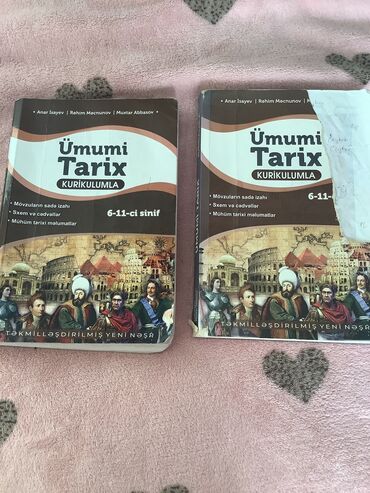 • Anar İsayev | Rəhim Məcnunov | Muxtar Abbasov •
Ümumi
Tarix
KURİKULUMLA
6-11-ci sinif
• Mövzuların sadə izahı
• Sxem və cədvəllər
• Mühüm tarixi məlumatlar
TƏKMİLLƏŞDİRİLMİŞ YENİ NƏŞR
• Anar İsayev | Rəhim Məcnunov |
Ümumi
Tarix
KURİKULUMLA
6-11-
• Mövzuların sadə izahı
• Sxem və cədvəllər
• Mühüm tarixi məlumatlar
TƏKMİLLƏŞDİRİLMİŞ YENİ NƏŞR